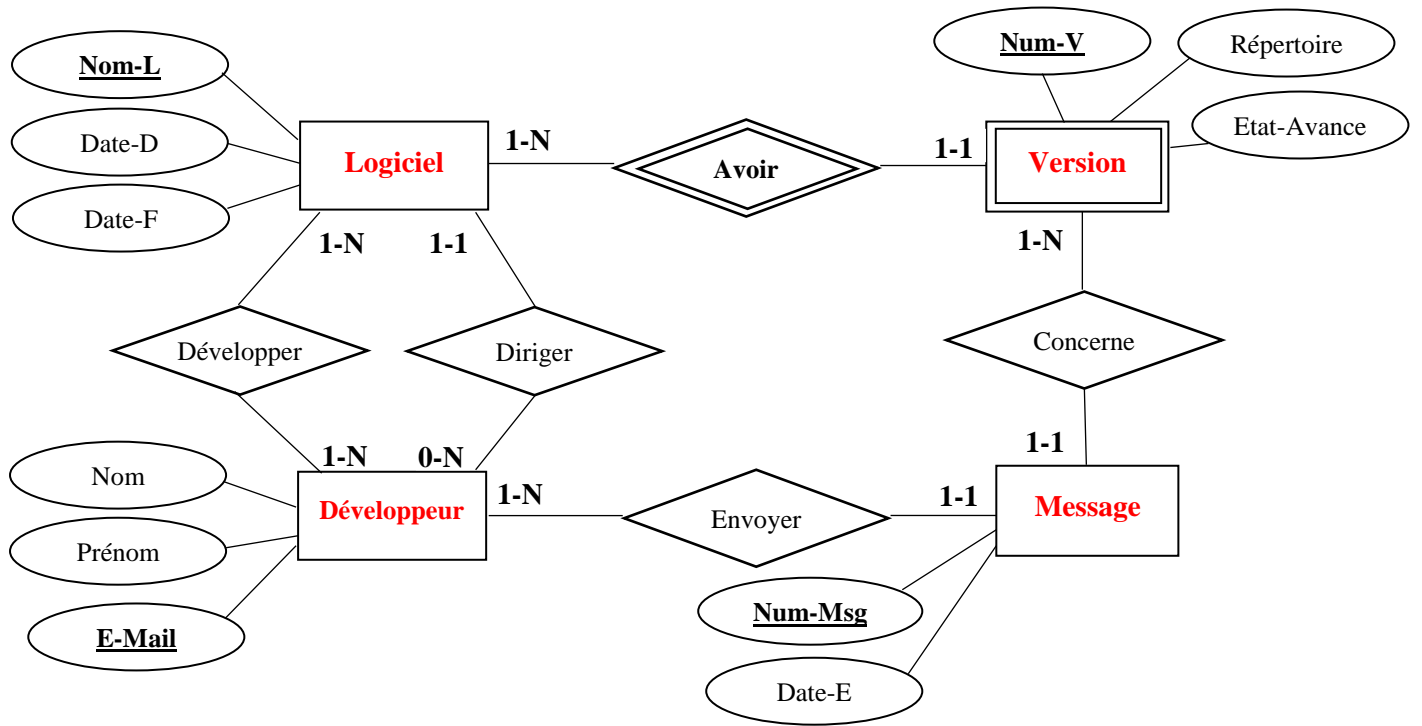 Nom-L
Date-D
Date-F
Logiciel
1-N
Avoir
1-1
Version
Num-V
Répertoire
Etat-Avance
1-N
1-1
1-N
Développer
Diriger
Concerne
1-N
0-N
1-1
Nom
Prénom
E-Mail
Développeur
1-N
Envoyer
1-1
Message
Num-Msg
Date-E